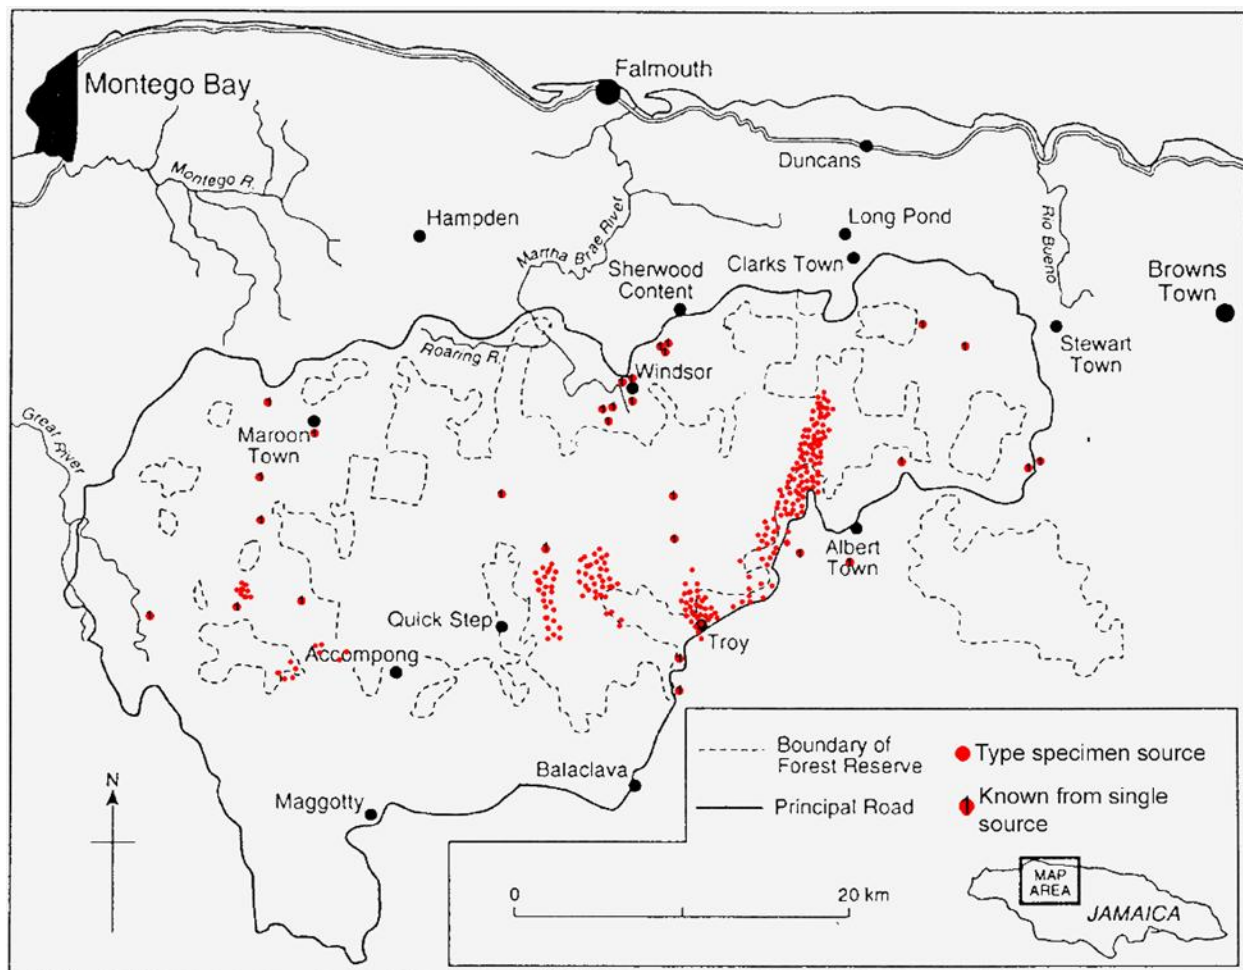 Montego Bay
Falmouth
Duncans
Montego R.
Hampden
Martha Brae River
Long Pond
Rio Bueno
Sherwood
Content
Clarks Town
Browns
Town
Stewart
Town
Roaring R.
Windsor
Great River
Maroon
Town
Albert
Town
Quick Step
Troy
Accompong
Balaclava
Maggotty
N
Boundary of
Forest Reserve
Principal Road
Type specimen source
1 Known from single
source
0 20 km
MAP
AREA
JAMAICA